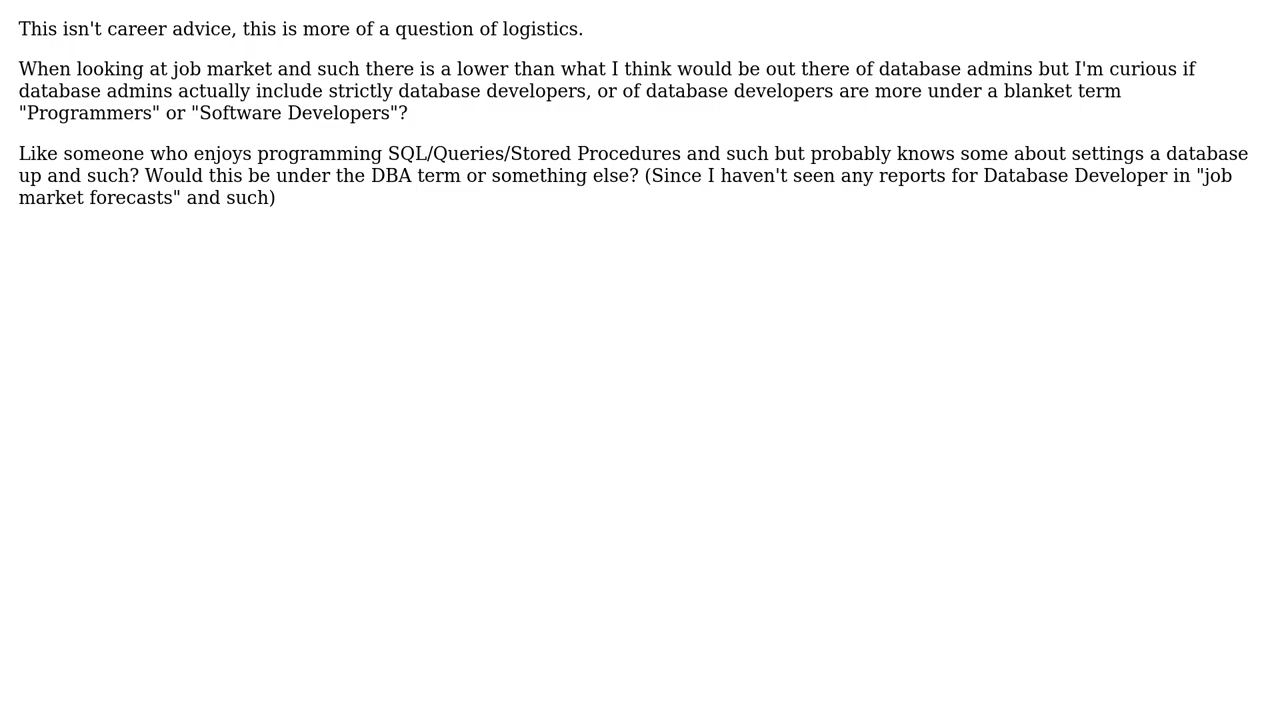 This isn't career advice, this is more of a question of logistics.
When looking at job market and such there is a lower than what I think would be out there of database admins but I'm curious if
database admins actually include strictly database developers, or of database developers are more under a blanket term
"Programmers" or "Software Developers"?
Like someone who enjoys programming SQL/Queries/Stored Procedures and such but probably knows some about settings a database
up and such? Would this be under the DBA term or something else? (Since I haven't seen any reports for Database Developer in "job
market forecasts" and such)